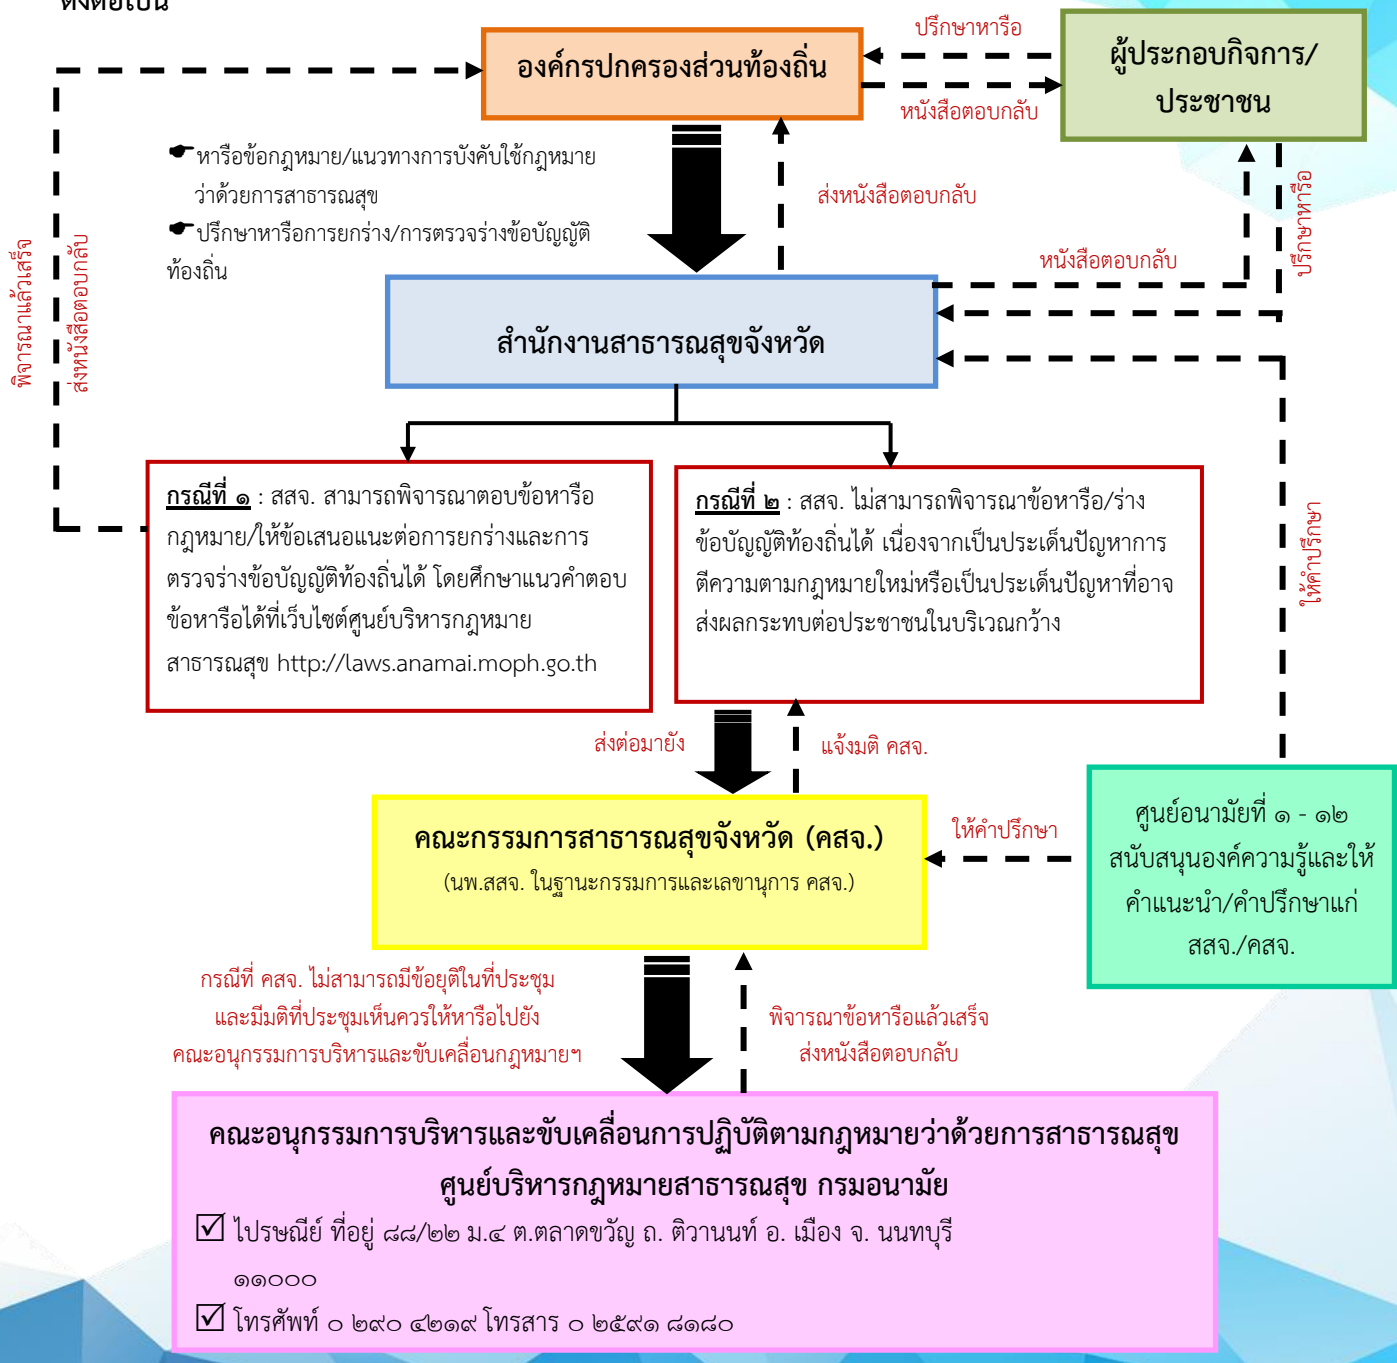 องค์กรปกครองส่วนท้องถิ่น
ปรึกษาหารือ
หนังสือตอบกลับ
ผู้ประกอบกิจการ/
ประชาชน
☛หารือข้อกฎหมาย/แนวทางการบังคับใช้กฎหมาย
ว่าด้วยการสาธารณสุข
☛ปรึกษาหารือการยกร่าง/การตรวจร่างข้อบัญญัติ
ท้องถิ่น
ส่งหนังสือตอบกลับ
หนังสือตอบกลับ
ปรึกษาหารือ
พิจารณาแล้วเสร็จ
ส่งหนังสือตอบกลับ
สำนักงานสาธารณสุขจังหวัด
กรณีที่ ๑ : สสจ. สามารถพิจารณาตอบข้อหารือ
กฎหมาย/ให้ข้อเสนอแนะต่อการยกร่างและการ
ตรวจร่างข้อบัญญัติท้องถิ่นได้ โดยศึกษาแนวคำตอบ
ข้อหารือได้ที่เว็บไซต์ศูนย์บริหารกฎหมาย
สาธารณสุข http://laws.anamai.moph.go.th
กรณีที่ ๒ : สสจ. ไม่สามารถพิจารณาข้อหารือ/ร่าง
ข้อบัญญัติท้องถิ่นได้ เนื่องจากเป็นประเด็นปัญหาการ
ตีความตามกฎหมายใหม่หรือเป็นประเด็นปัญหาที่อาจ
ส่งผลกระทบต่อประชาชนในบริเวณกว้าง
ให้คำปรึกษา
ส่งต่อมายัง
แจ้งมติ คสจ.
คณะกรรมการสาธารณสุขจังหวัด (คสจ.)
(นพ.สสจ. ในฐานะกรรมการและเลขานุการ คสจ.)
ให้คำปรึกษา
ศูนย์อนามัยที่ ๑ - ๑๒
สนับสนุนองค์ความรู้และให้
คำแนะนำ/คำปรึกษาแก่
สสจ./คสจ.
กรณีที่ คสจ. ไม่สามารถมีข้อยุติในที่ประชุม
และมีมติที่ประชุมเห็นควรให้หารือไปยัง
คณะอนุกรรมการบริหารและขับเคลื่อนกฎหมายฯ
พิจารณาข้อหารือแล้วเสร็จ
ส่งหนังสือตอบกลับ
คณะอนุกรรมการบริหารและขับเคลื่อนการปฏิบัติตามกฎหมายว่าด้วยการสาธารณสุข
ศูนย์บริหารกฎหมายสาธารณสุข กรมอนามัย
☑ ไปรษณีย์ ที่อยู่ ๘๘/๒๒ ม.๔ ต.ตลาดขวัญ ถ. ติวานนท์ อ. เมือง จ. นนทบุรี
๑๑๐๐๐
☑ โทรศัพท์ ๐ ๒๙๐ ๔๒๑๙ โทรสาร ๐ ๒๕๙๑ ๘๑๘๐